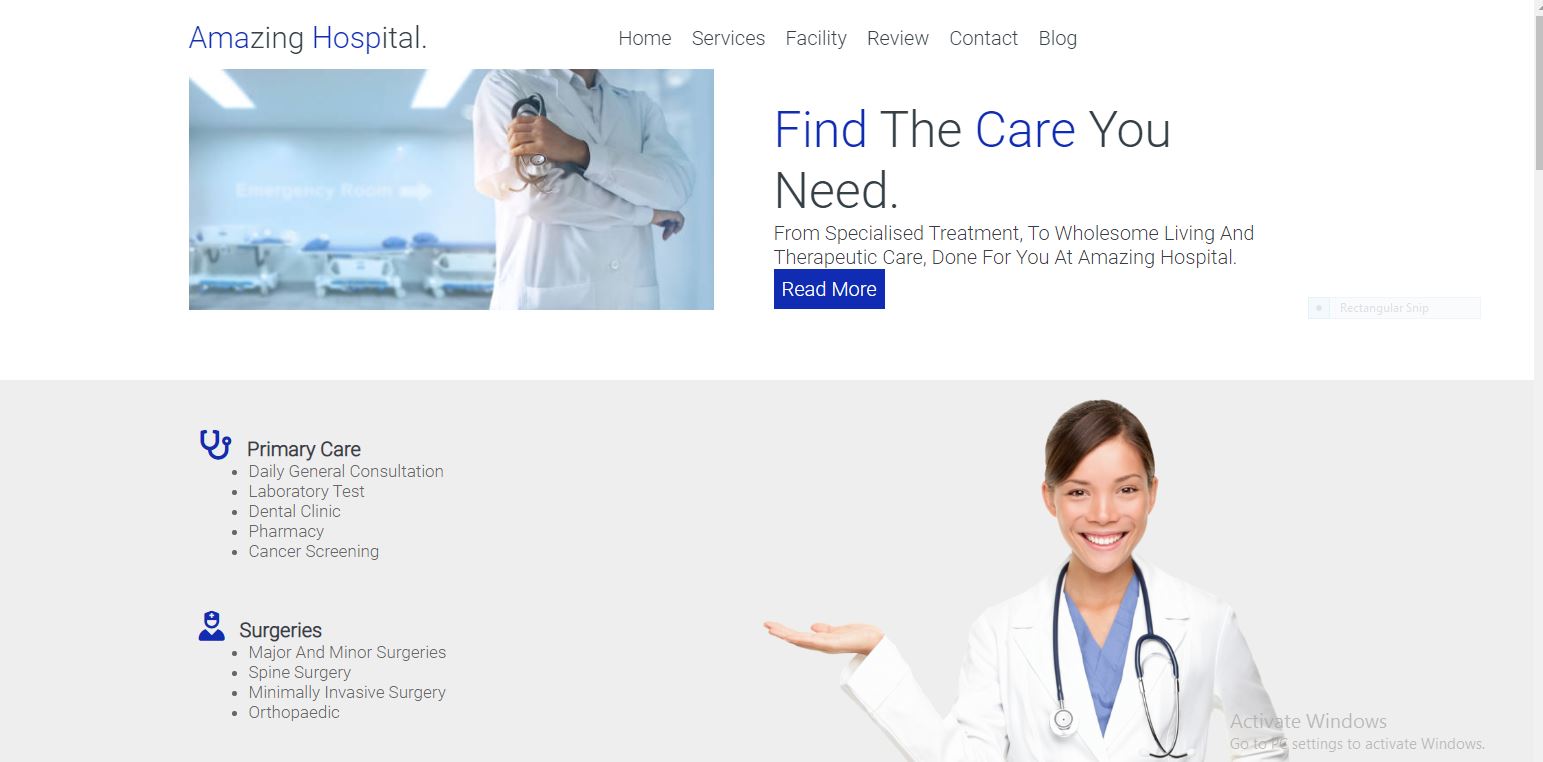 Amazing Hospital.
Home Services Facility Review Contact Blog
Emergency Room
Find The Care You
Need.
From Specialised Treatment, To Wholesome Living And
Therapeutic Care, Done For You At Amazing Hospital.
Read More
Rectangular Snip
Primary Care
Daily General Consultation
Laboratory Test
Dental Clinic
Pharmacy
Cancer Screening
Surgeries
Major And Minor Surgeries
Spine Surgery
Minimally Invasive Surgery
Orthopaedic
Activate Windows
Go to PC settings to activate Windows.